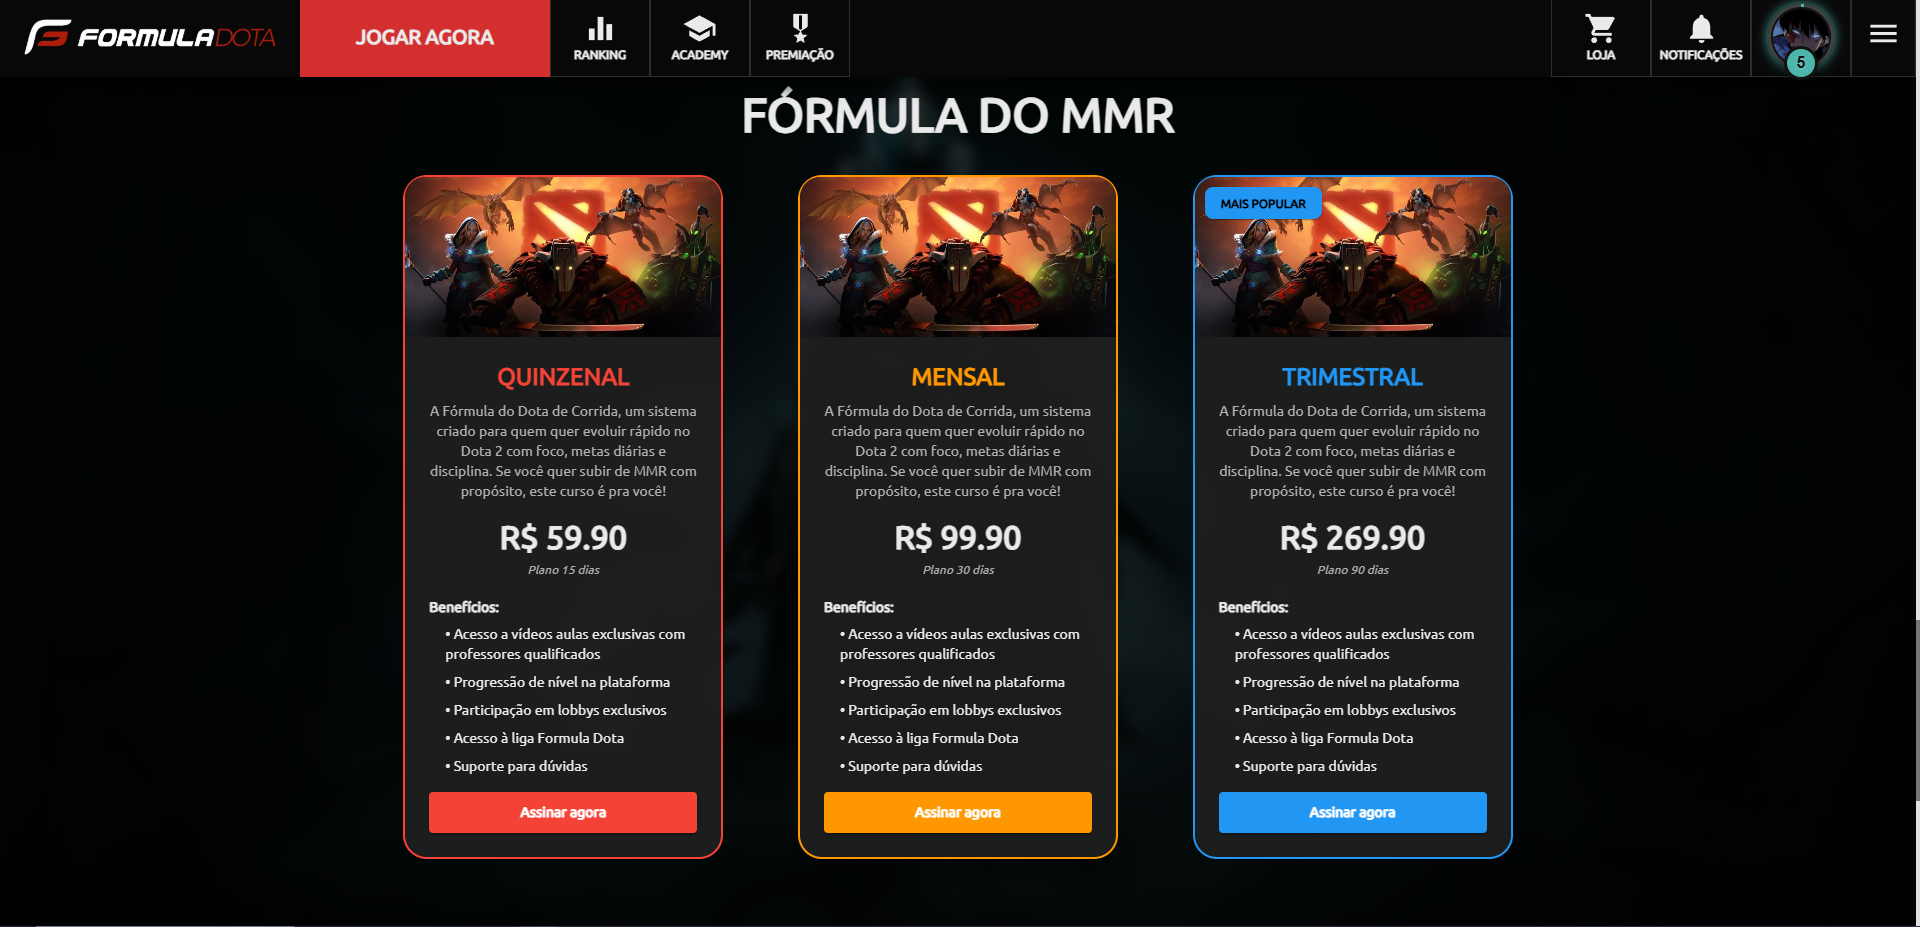 FORMULADOTA
JOGAR AGORA
RANKING
ACADEMY
PREMIAÇÃO
LOJA
NOTIFICAÇÕES
5
FÓRMULA DO MMR
QUINZENAL
A Fórmula do Dota de Corrida, um sistema
criado para quem quer evoluir rápido no
Dota 2 com foco, metas diárias e
disciplina. Se você quer subir de MMR com
propósito, este curso é pra você!
R$ 59.90
Plano 15 dias
Benefícios:
• Acesso a vídeos aulas exclusivas com
professores qualificados
• Progressão de nível na plataforma
• Participação em lobbys exclusivos
• Acesso à liga Formula Dota
• Suporte para dúvidas
Assinar agora
MENSAL
A Fórmula do Dota de Corrida, um sistema
criado para quem quer evoluir rápido no
Dota 2 com foco, metas diárias e
disciplina. Se você quer subir de MMR com
propósito, este curso é pra você!
R$ 99.90
Plano 30 dias
Benefícios:
• Acesso a vídeos aulas exclusivas com
professores qualificados
• Progressão de nível na plataforma
• Participação em lobbys exclusivos
• Acesso à liga Formula Dota
• Suporte para dúvidas
Assinar agora
MAIS POPULAR
TRIMESTRAL
A Fórmula do Dota de Corrida, um sistema
criado para quem quer evoluir rápido no
Dota 2 com foco, metas diárias e
disciplina. Se você quer subir de MMR com
propósito, este curso é pra você!
R$ 269.90
Plano 90 dias
Benefícios:
• Acesso a vídeos aulas exclusivas com
professores qualificados
• Progressão de nível na plataforma
• Participação em lobbys exclusivos
• Acesso à liga Formula Dota
• Suporte para dúvidas
Assinar agora